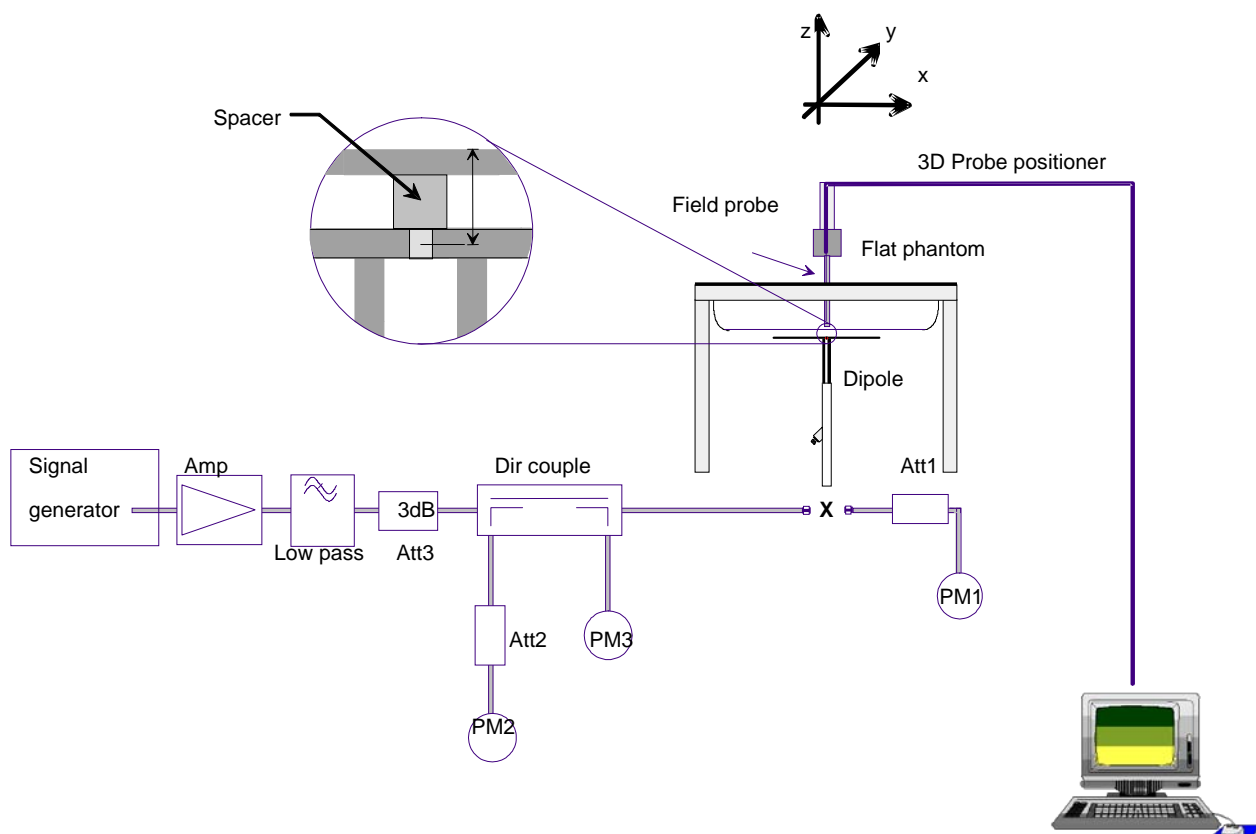 z
y
x
Spacer
3D Probe positioner
Field probe
Flat phantom
Dipole
Signal
generator
Amp
Low pass
3dB
Att3
Dir couple
X
Att1
PM1
Att2
PM3
PM2